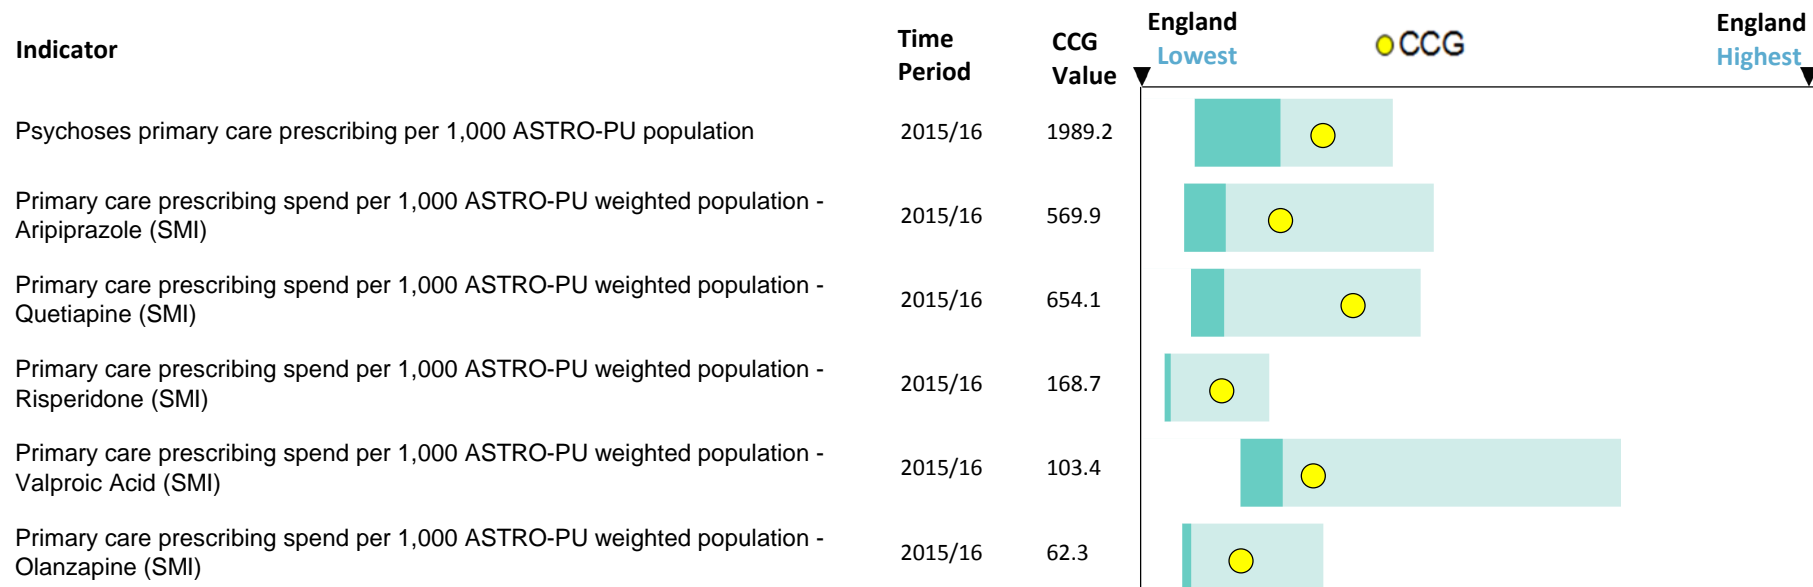 Indicator
Time Period
CCG Value
England Lowest
CCG
England Highest
Psychoses primary care prescribing per 1,000 ASTRO-PU population
2015/16
1989.2
Primary care prescribing spend per 1,000 ASTRO-PU weighted population -
Aripiprazole (SMI)
2015/16
569.9
Primary care prescribing spend per 1,000 ASTRO-PU weighted population -
Quetiapine (SMI)
2015/16
654.1
Primary care prescribing spend per 1,000 ASTRO-PU weighted population -
Risperidone (SMI)
2015/16
168.7
Primary care prescribing spend per 1,000 ASTRO-PU weighted population -
Valproic Acid (SMI)
2015/16
103.4
Primary care prescribing spend per 1,000 ASTRO-PU weighted population -
Olanzapine (SMI)
2015/16
62.3